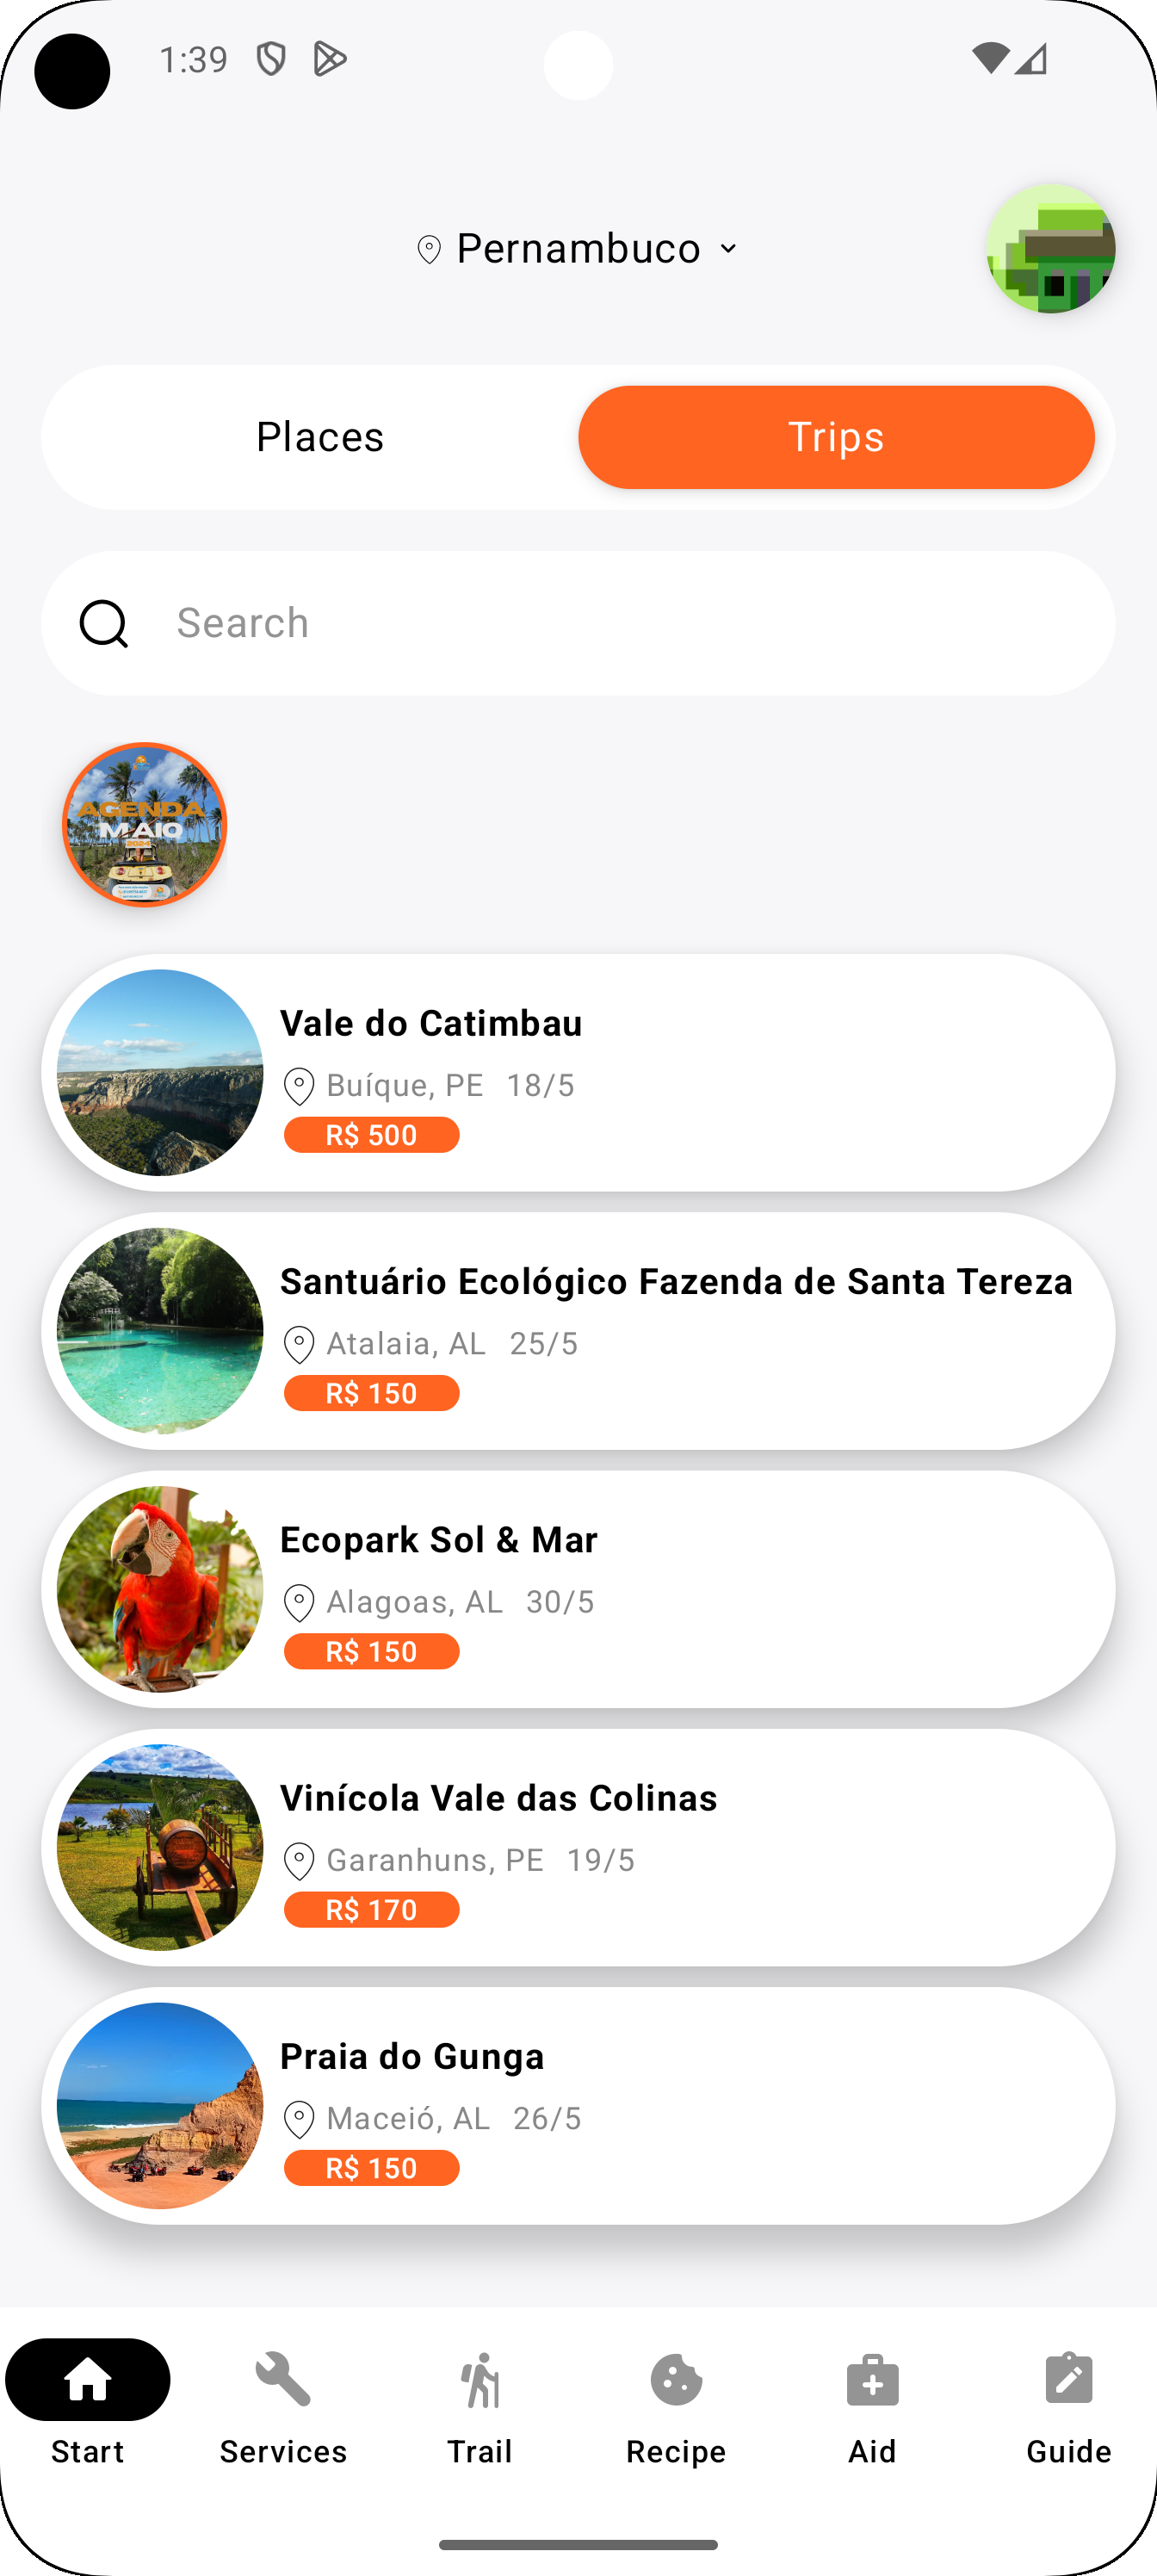 1:39
Pernambuco
Places
Trips
Search
AGENDA
MAIO
2024
Vale do Catimbau
Buíque, PE 18/5
R$ 500
Santuário Ecológico Fazenda de Santa Tereza
Atalaia, AL 25/5
R$ 150
Ecopark Sol & Mar
Alagoas, AL 30/5
R$ 150
Vinícola Vale das Colinas
Garanhuns, PE 19/5
R$ 170
Praia do Gunga
Maceió, AL 26/5
R$ 150
Start
Services
Trail
Recipe
Aid
Guide